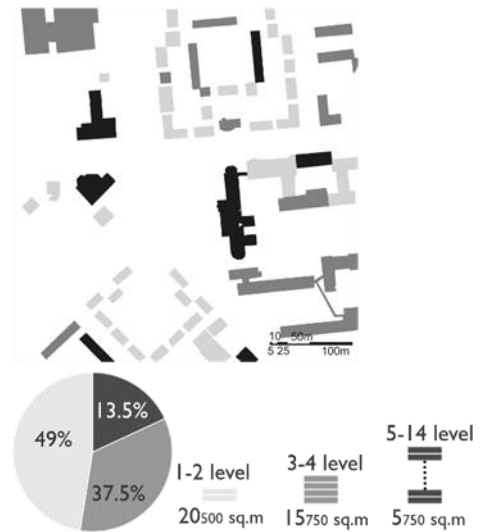 10 50m
5 25 100m
13.5%
49%
37.5%
1-2 level
20500 sq.m
3-4 level
15750 sq.m
5-14 level
5750 sq.m